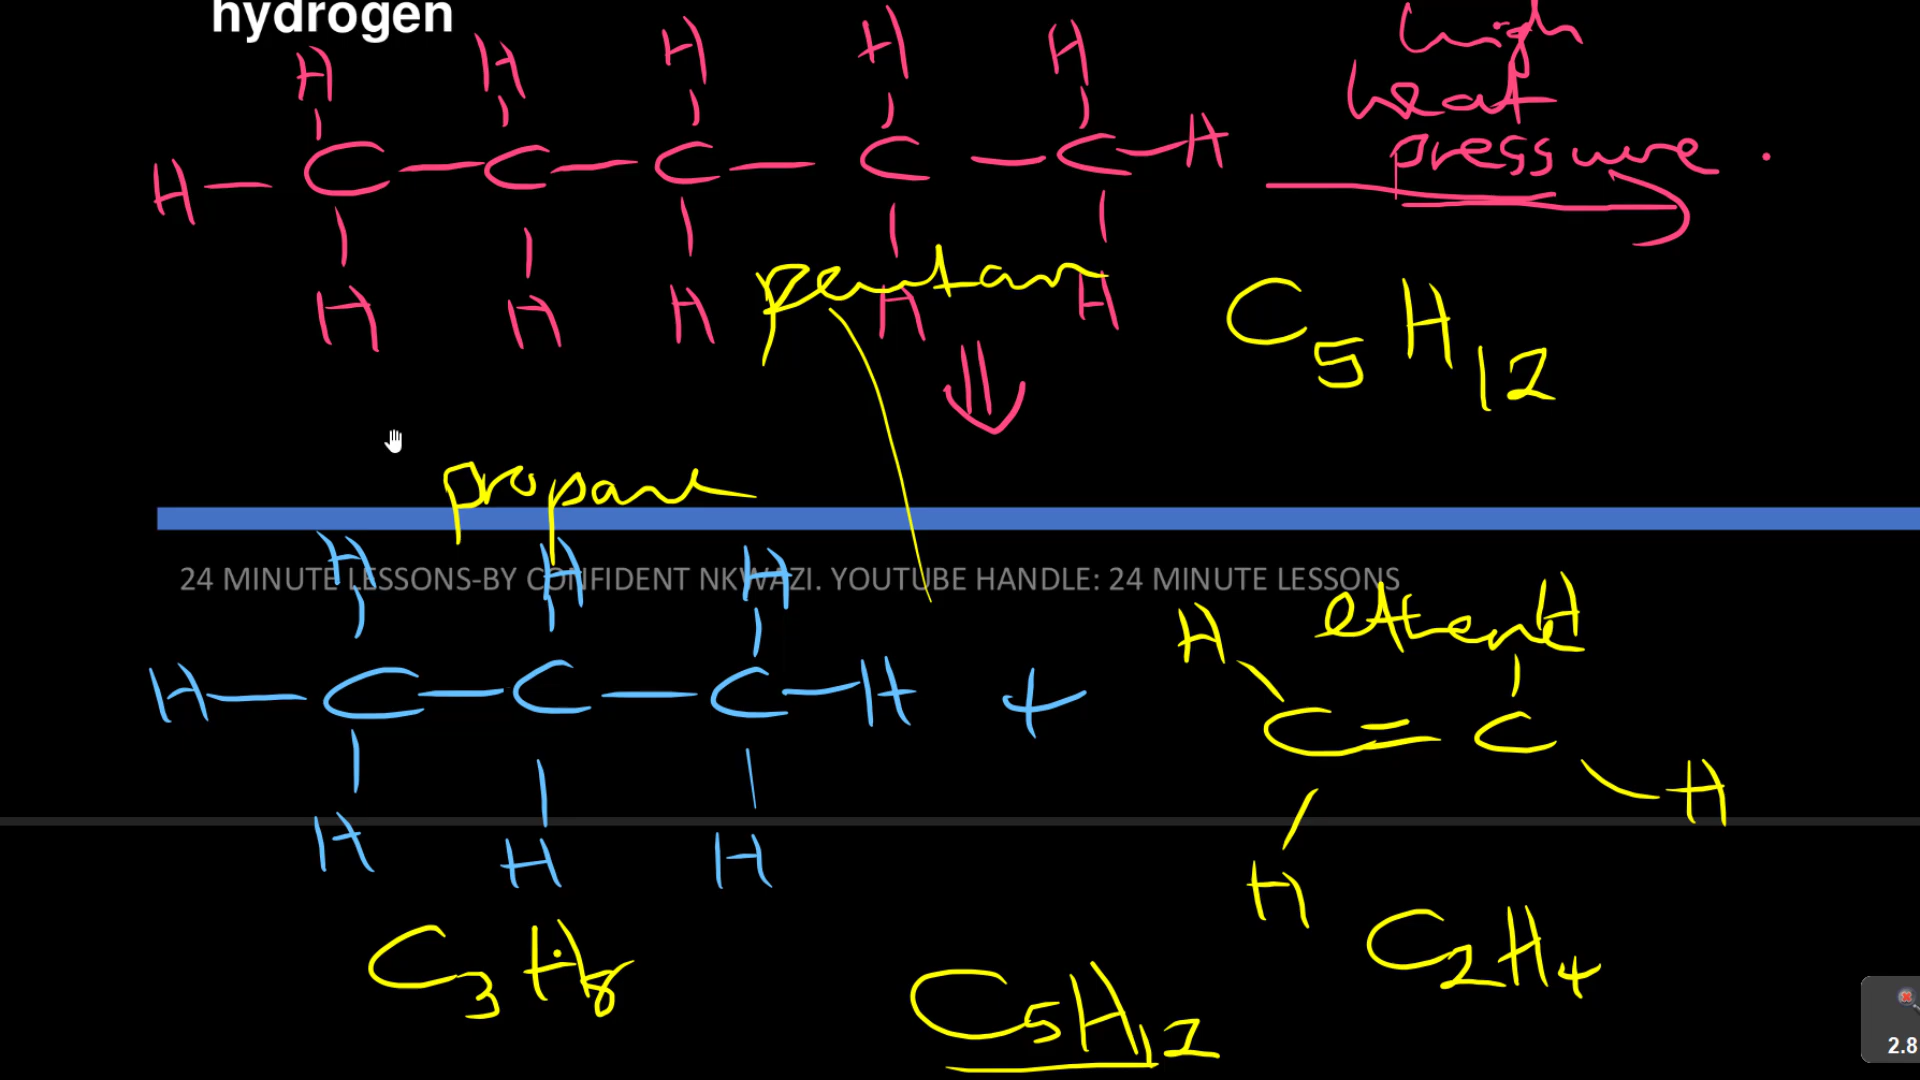 hydrogen
high
heat
pressure.
H H H H H
H — C — C — C — C — C — H
H H H H H
pentan
C5H12
propane
24 MINUTE LESSONS-BY CONFIDENT NKWAZI. YOUTUBE HANDLE: 24 MINUTE LESSONS
H H H
H — C — C — C — H +
H H H
ethene
H H
C = C
H H
C3H8
C2H4
C5H12
2.8